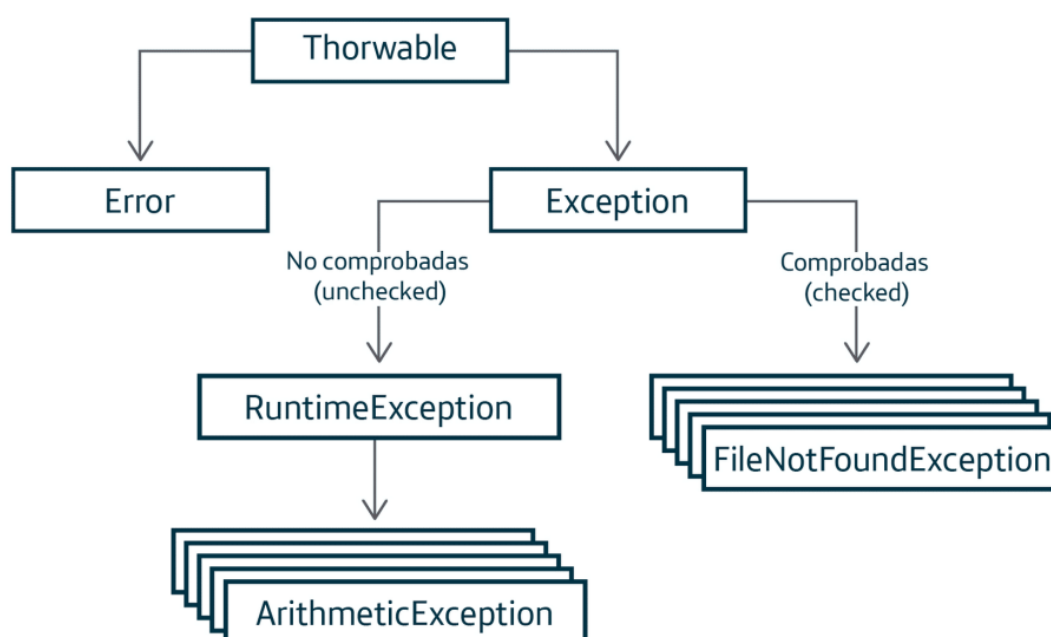 Thorwable
Error
Exception
No comprobadas
(unchecked)
Comprobadas
(checked)
RuntimeException
FileNotFoundException
ArithmeticException